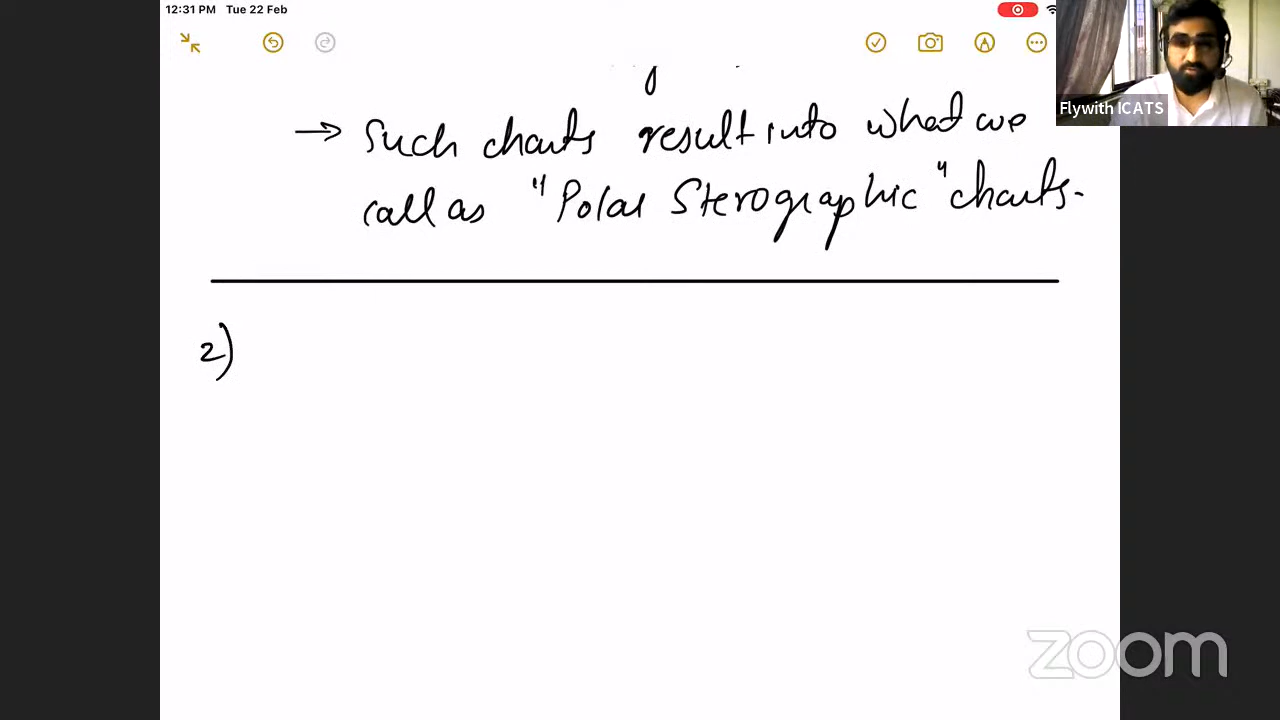 12:31 PM Tue 22 Feb
Flywith ICATS
→ Such charts result into what we
call as "Polar Sterographic" charts.
2)
zoom